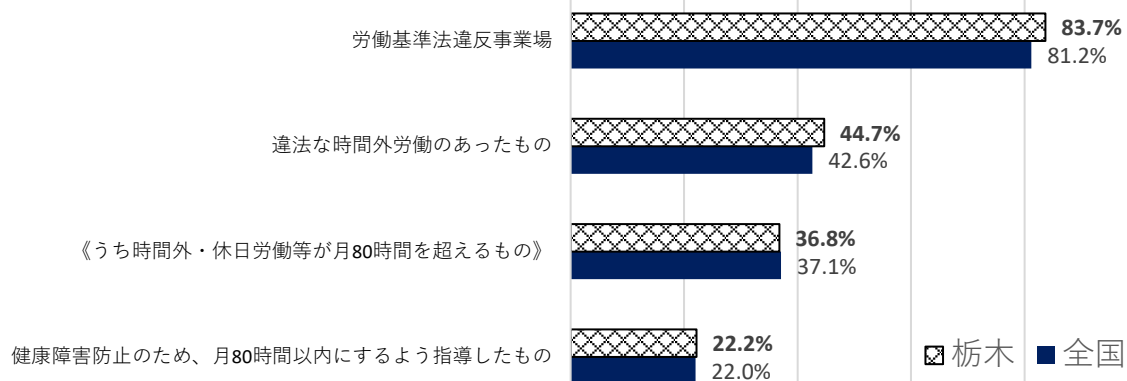 労働基準法違反事業場
83.7%
81.2%
違法な時間外労働のあったもの
44.7%
42.6%
《うち時間外・休日労働等が月80時間を超えるもの》
36.8%
37.1%
健康障害防止のため、月80時間以内にするよう指導したもの
22.2%
22.0%
栃木 全国